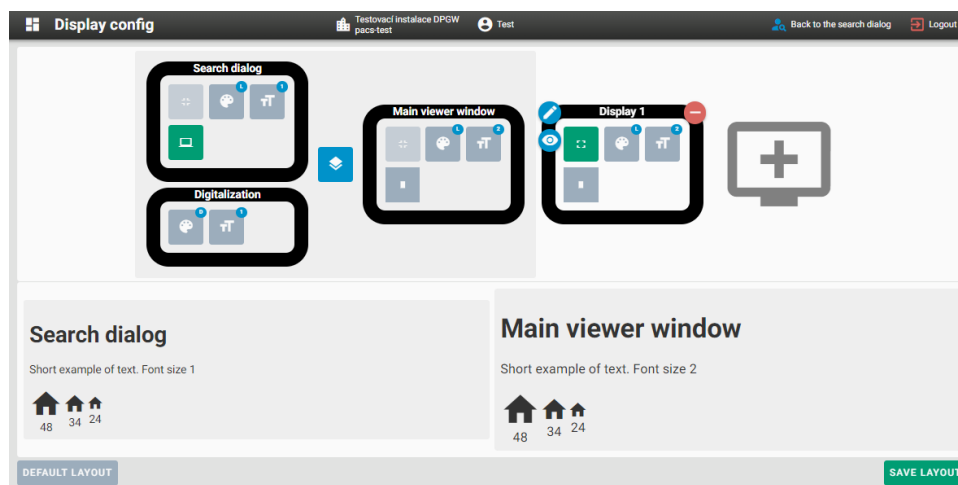 Display config
Testovací instalace DPGW
pacs-test
Test
Back to the search dialog
Logout
Search dialog
L
1
Main viewer window
L
2
Display 1
L
2
Digitalization
D
1
Search dialog
Short example of text. Font size 1
48 34 24
Main viewer window
Short example of text. Font size 2
48 34 24
DEFAULT LAYOUT
SAVE LAYOUT